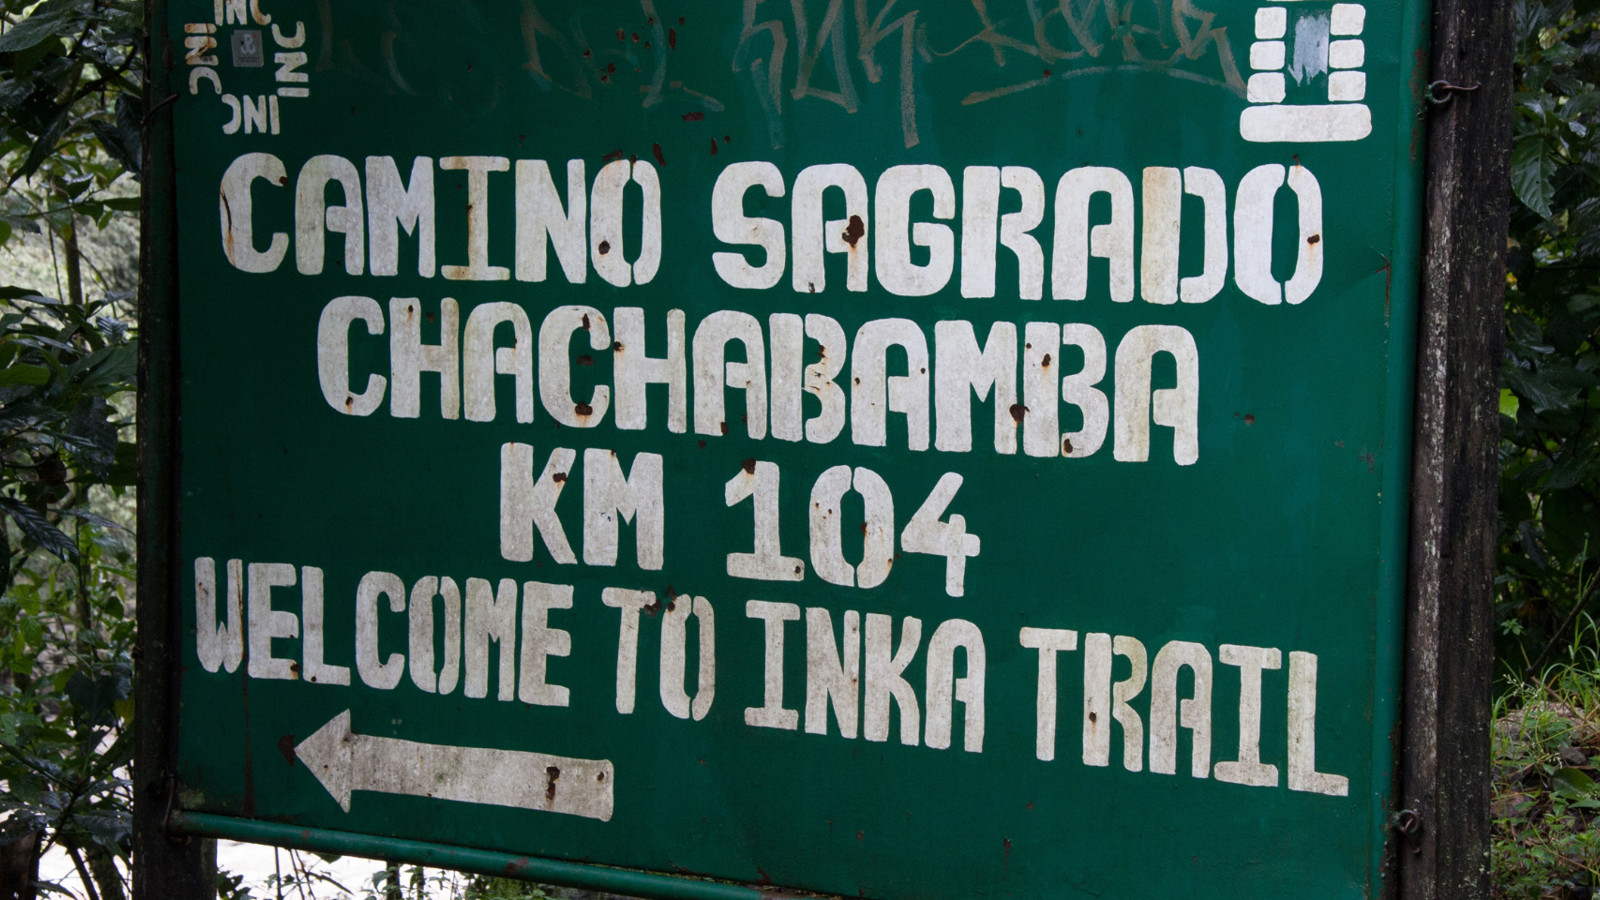 INC
INC
INC
INC
CAMINO SAGRADO
CHACHABAMBA
KM 104
WELCOME TO INKA TRAIL